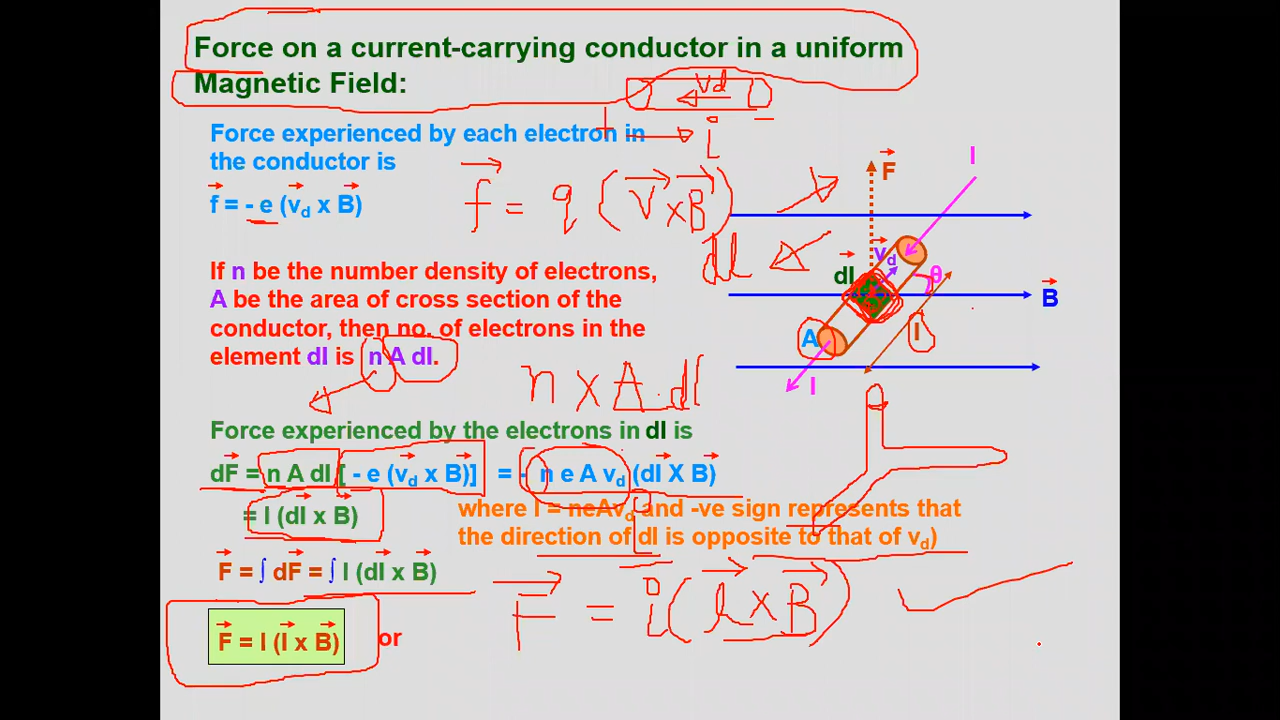 Force on a current-carrying conductor in a uniform
Magnetic Field:
vd
+ → i −
Force experienced by each electron in
the conductor is
f = - e (vd x B)
f = q (V x B)
If n be the number density of electrons,
A be the area of cross section of the
conductor, then no. of electrons in the
element dl is n A dl.
dl
F
I
vd
dl
θ
B
A
l
I
n x A . dl
Force experienced by the electrons in dl is
dF = n A dl [ - e (vd x B)] = - n e A vd (dl X B)
i
= I (dl x B)
where I = neAvd and -ve sign represents that
the direction of dl is opposite to that of vd)
F = ∫ dF = ∫ I (dl x B)
F = i ( l x B )
F = I (l x B) or